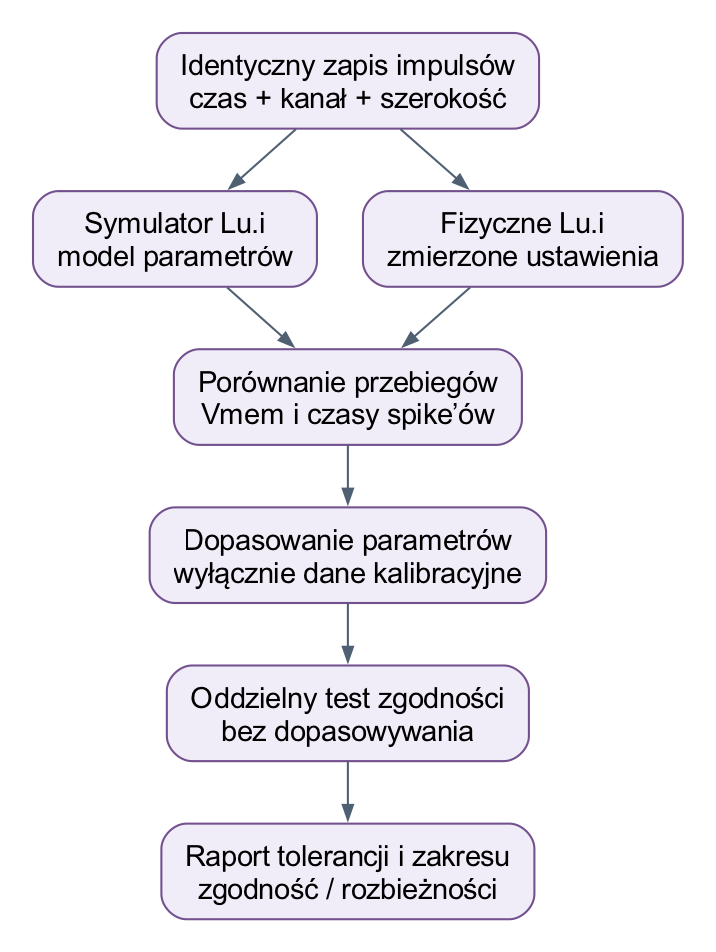 Identyczny zapis impulsów
czas + kanał + szerokość
Symulator Lu.i
model parametrów
Fizyczne Lu.i
zmierzone ustawienia
Porównanie przebiegów
Vmem i czasy spike’ów
Dopasowanie parametrów
wyłącznie dane kalibracyjne
Oddzielny test zgodności
bez dopasowywania
Raport tolerancji i zakresu
zgodność / rozbieżności